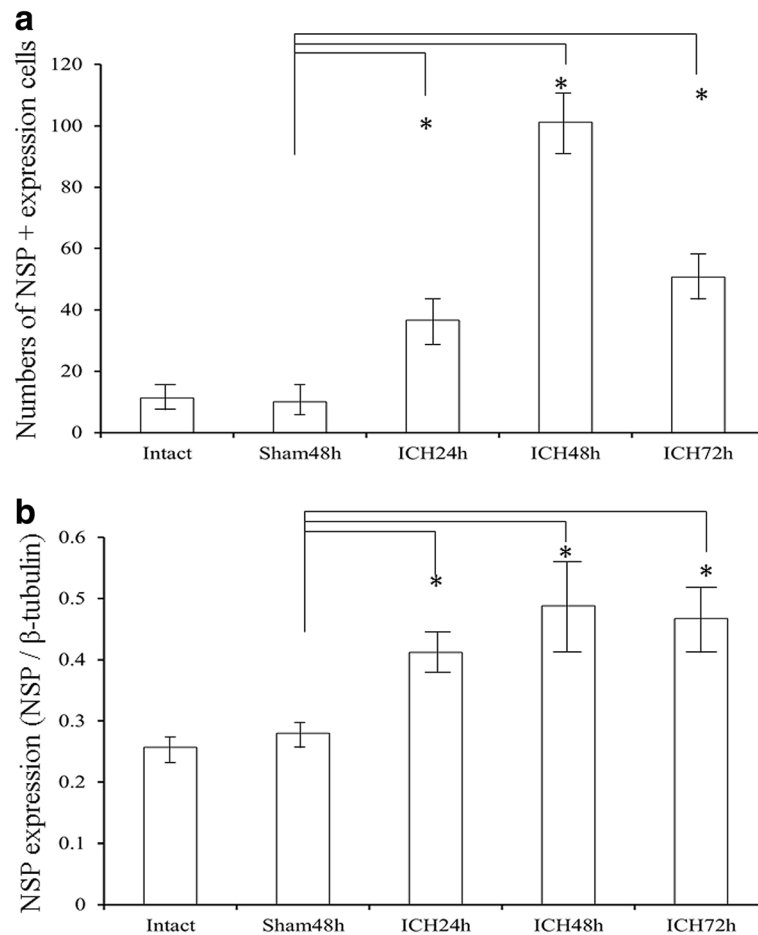 a
Numbers of NSP + expression cells
120
100
80
60
40
20
0
* * *
Intact Sham48h ICH24h ICH48h ICH72h
b
NSP expression (NSP / β-tubulin)
0.6
0.5
0.4
0.3
0.2
0.1
0
* * *
Intact Sham48h ICH24h ICH48h ICH72h